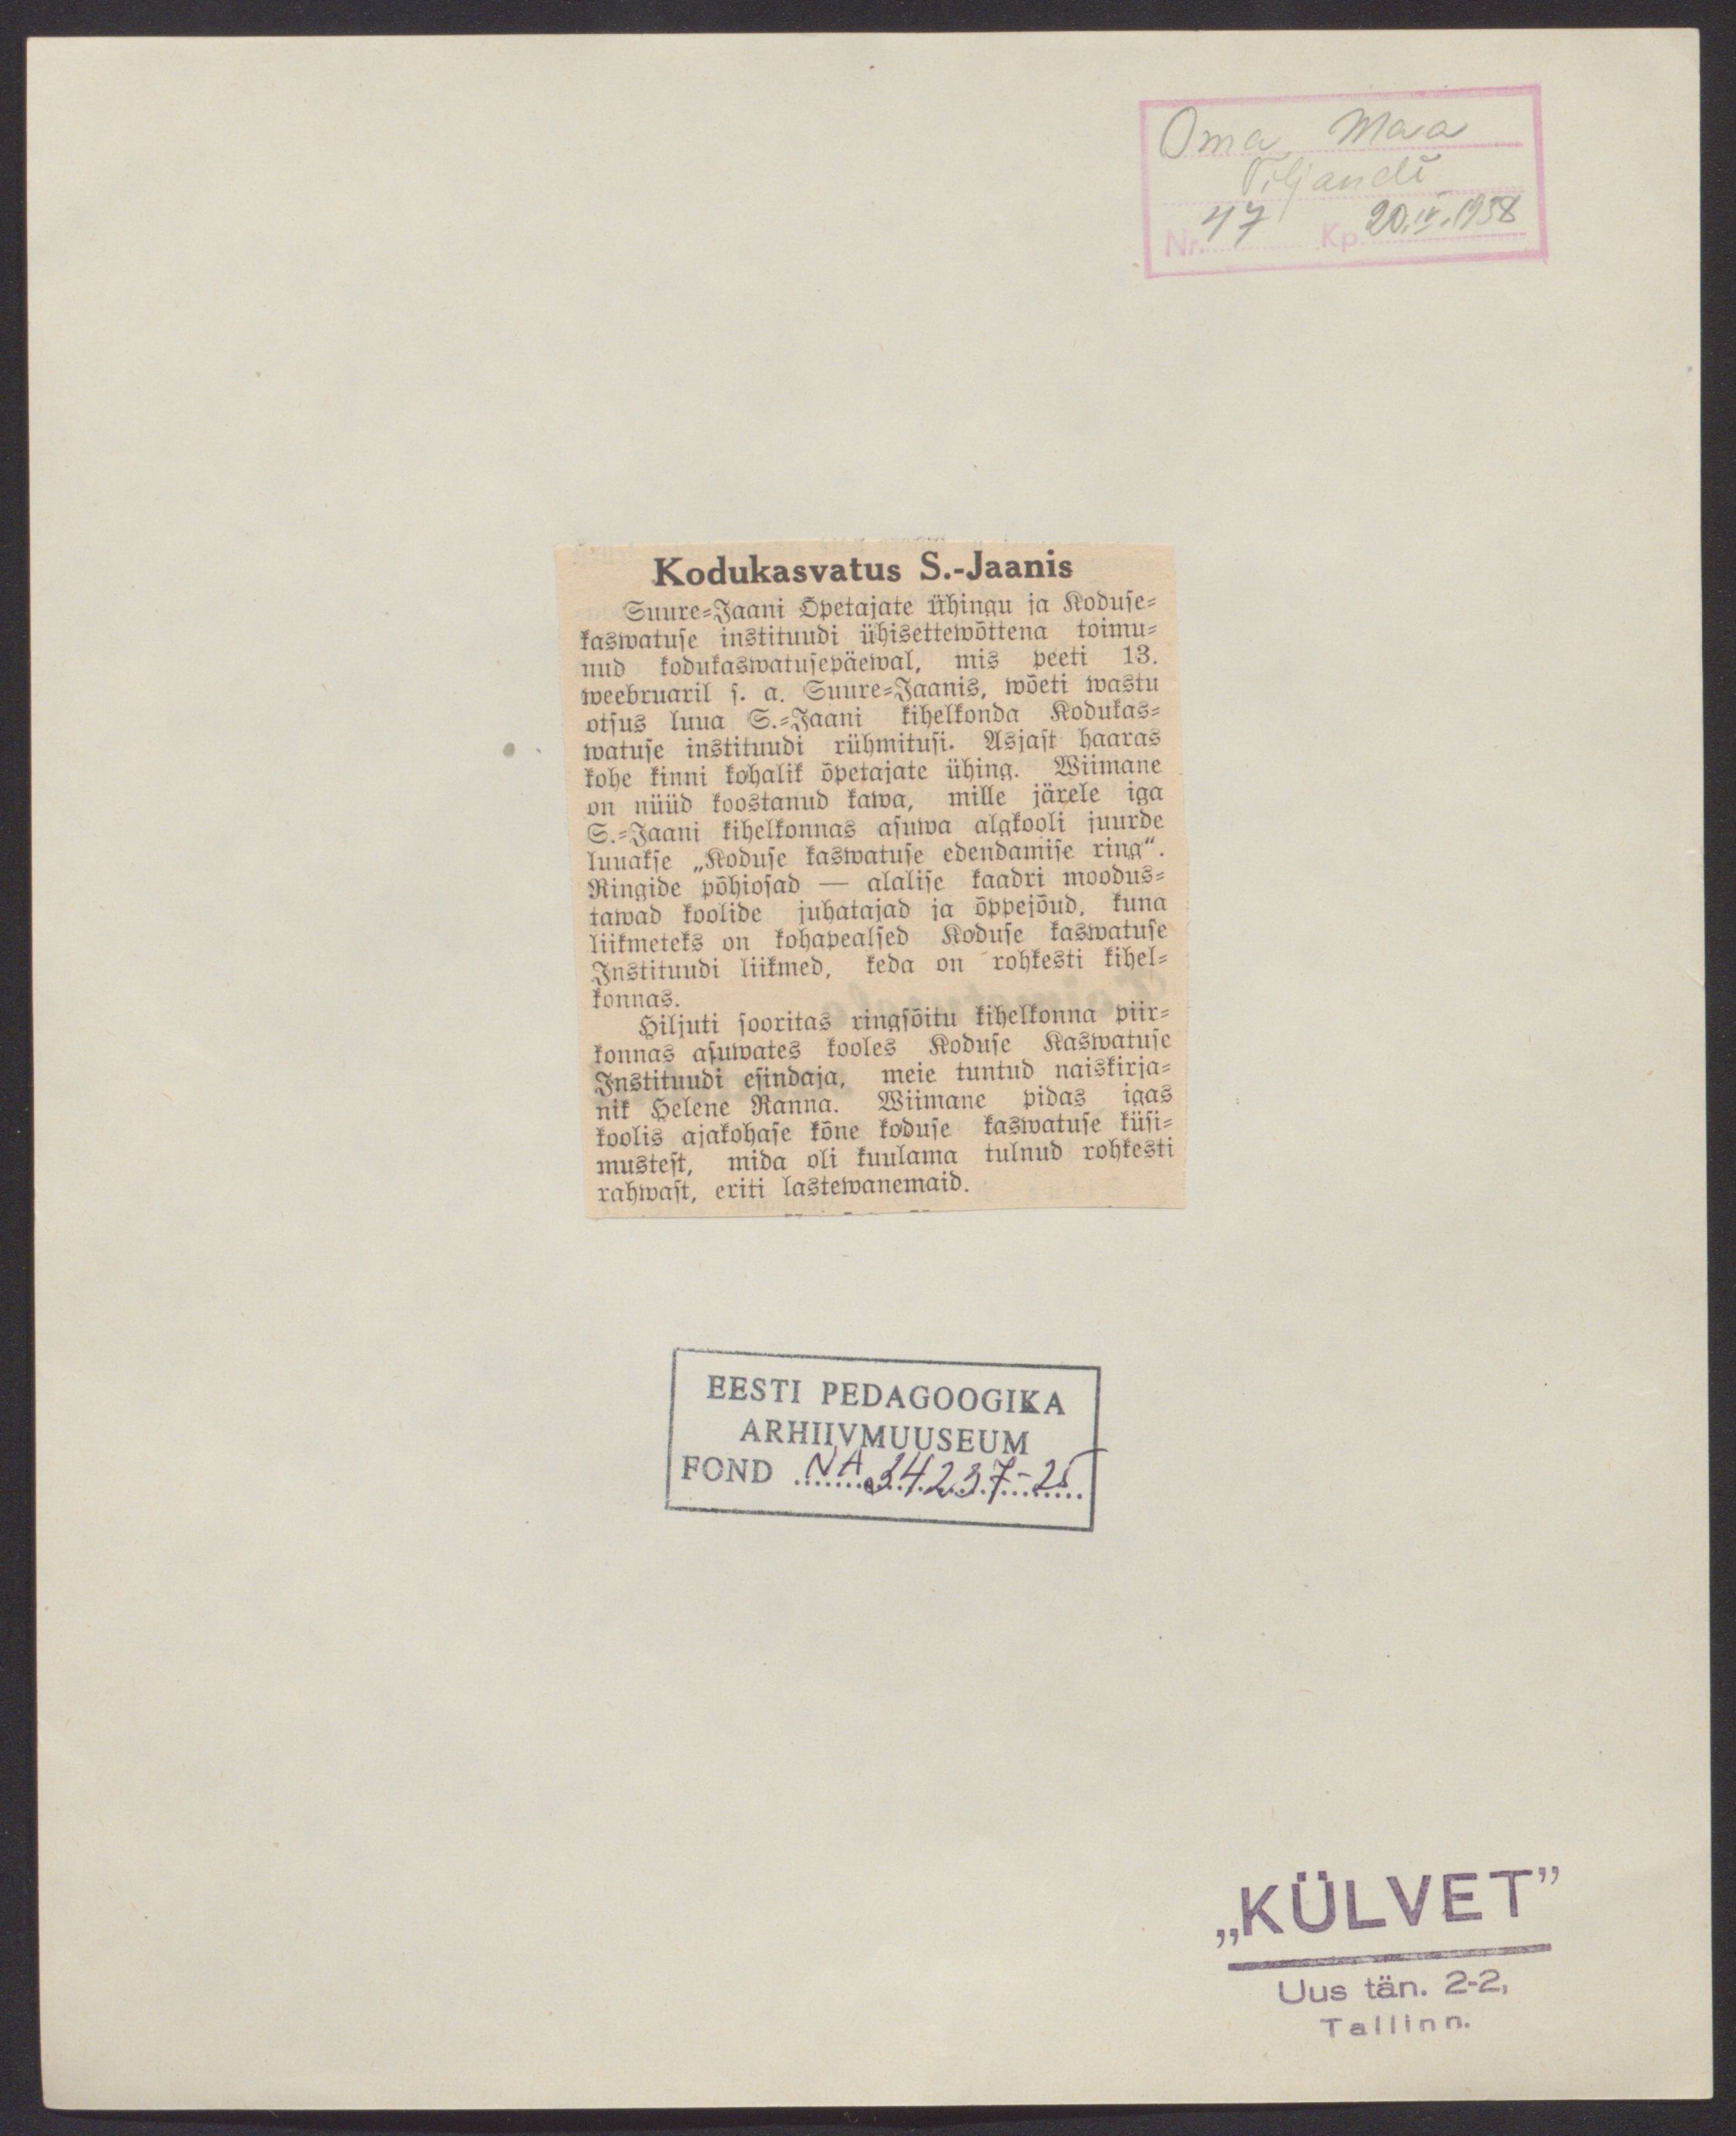 Oma Maa
Viljandi
Nr. 47 Kp. 20.IV.1938
Kodukasvatus S.-Jaanis
Suure-Jaani Õpetajate ühingu ja Koduse-
kaswatuse instituudi ühisettewõttena toimu-
nud kodukaswatusepäewal, mis peeti 13.
weebruaril s. a. Suure-Jaanis, wõeti wastu
otsus luua S.-Jaani kihelkonda Kodukas-
watuse instituudi rühmitusi. Asjast haaras
kohe kinni kohalik õpetajate ühing. Wiimane
on nüüd koostanud kawa, mille järele iga
S.-Jaani kihelkonnas asuwa algkooli juurde
luuakse „Koduse kaswatuse edendamise ring“.
Ringide põhiosad — alalise kaadri moodus-
tawad koolide juhatajad ja õppejõud, kuna
liikmeteks on kohapealsed Koduse kaswatuse
Instituudi liikmed, keda on rohkesti kihel-
konnas.
Hiljuti sooritas ringsõitu kihelkonna piir-
konnas asuwates kooles Koduse Kaswatuse
Instituudi esindaja, meie tuntud naiskirja-
nik Helene Ranna. Wiimane pidas igas
koolis ajakohase kõne koduse kaswatuse küsi-
mustest, mida oli kuulama tulnud rohkesti
rahwast, eriti lastewanemaid.
EESTI PEDAGOOGIKA
ARHIIVMUUSEUM
FOND NA 34237-25
„KÜLVET”
Uus tän. 2-2,
Tallinn.